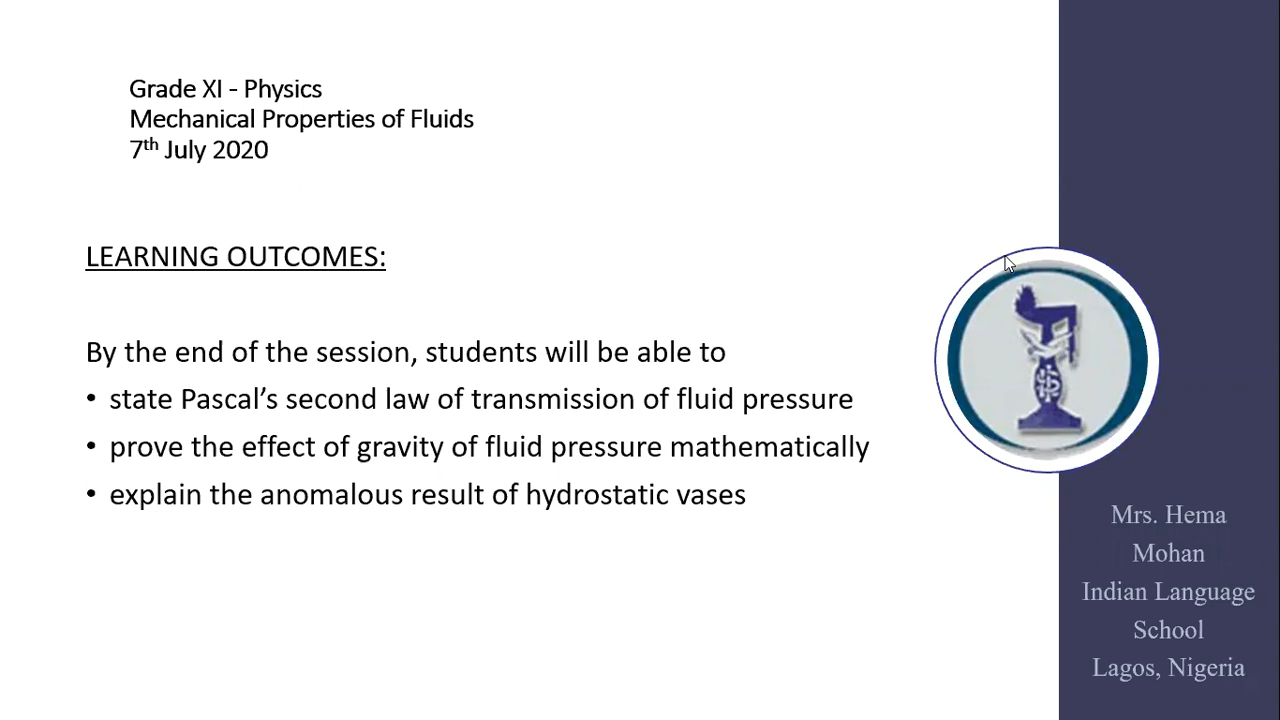 Grade XI - Physics
Mechanical Properties of Fluids
7th July 2020
LEARNING OUTCOMES:
By the end of the session, students will be able to
• state Pascal's second law of transmission of fluid pressure
• prove the effect of gravity of fluid pressure mathematically
• explain the anomalous result of hydrostatic vases
Mrs. Hema
Mohan
Indian Language
School
Lagos, Nigeria